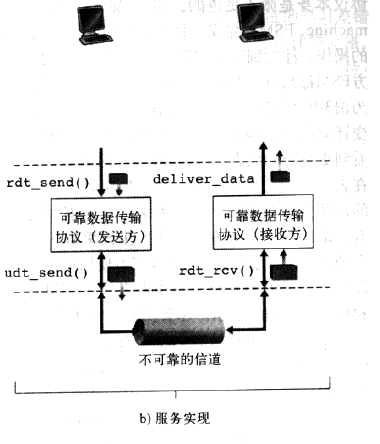 rdt_send()
deliver_data
可靠数据传输
协议（发送方）
可靠数据传输
协议（接收方）
udt_send()
rdt_rcv()
不可靠的信道
b) 服务实现